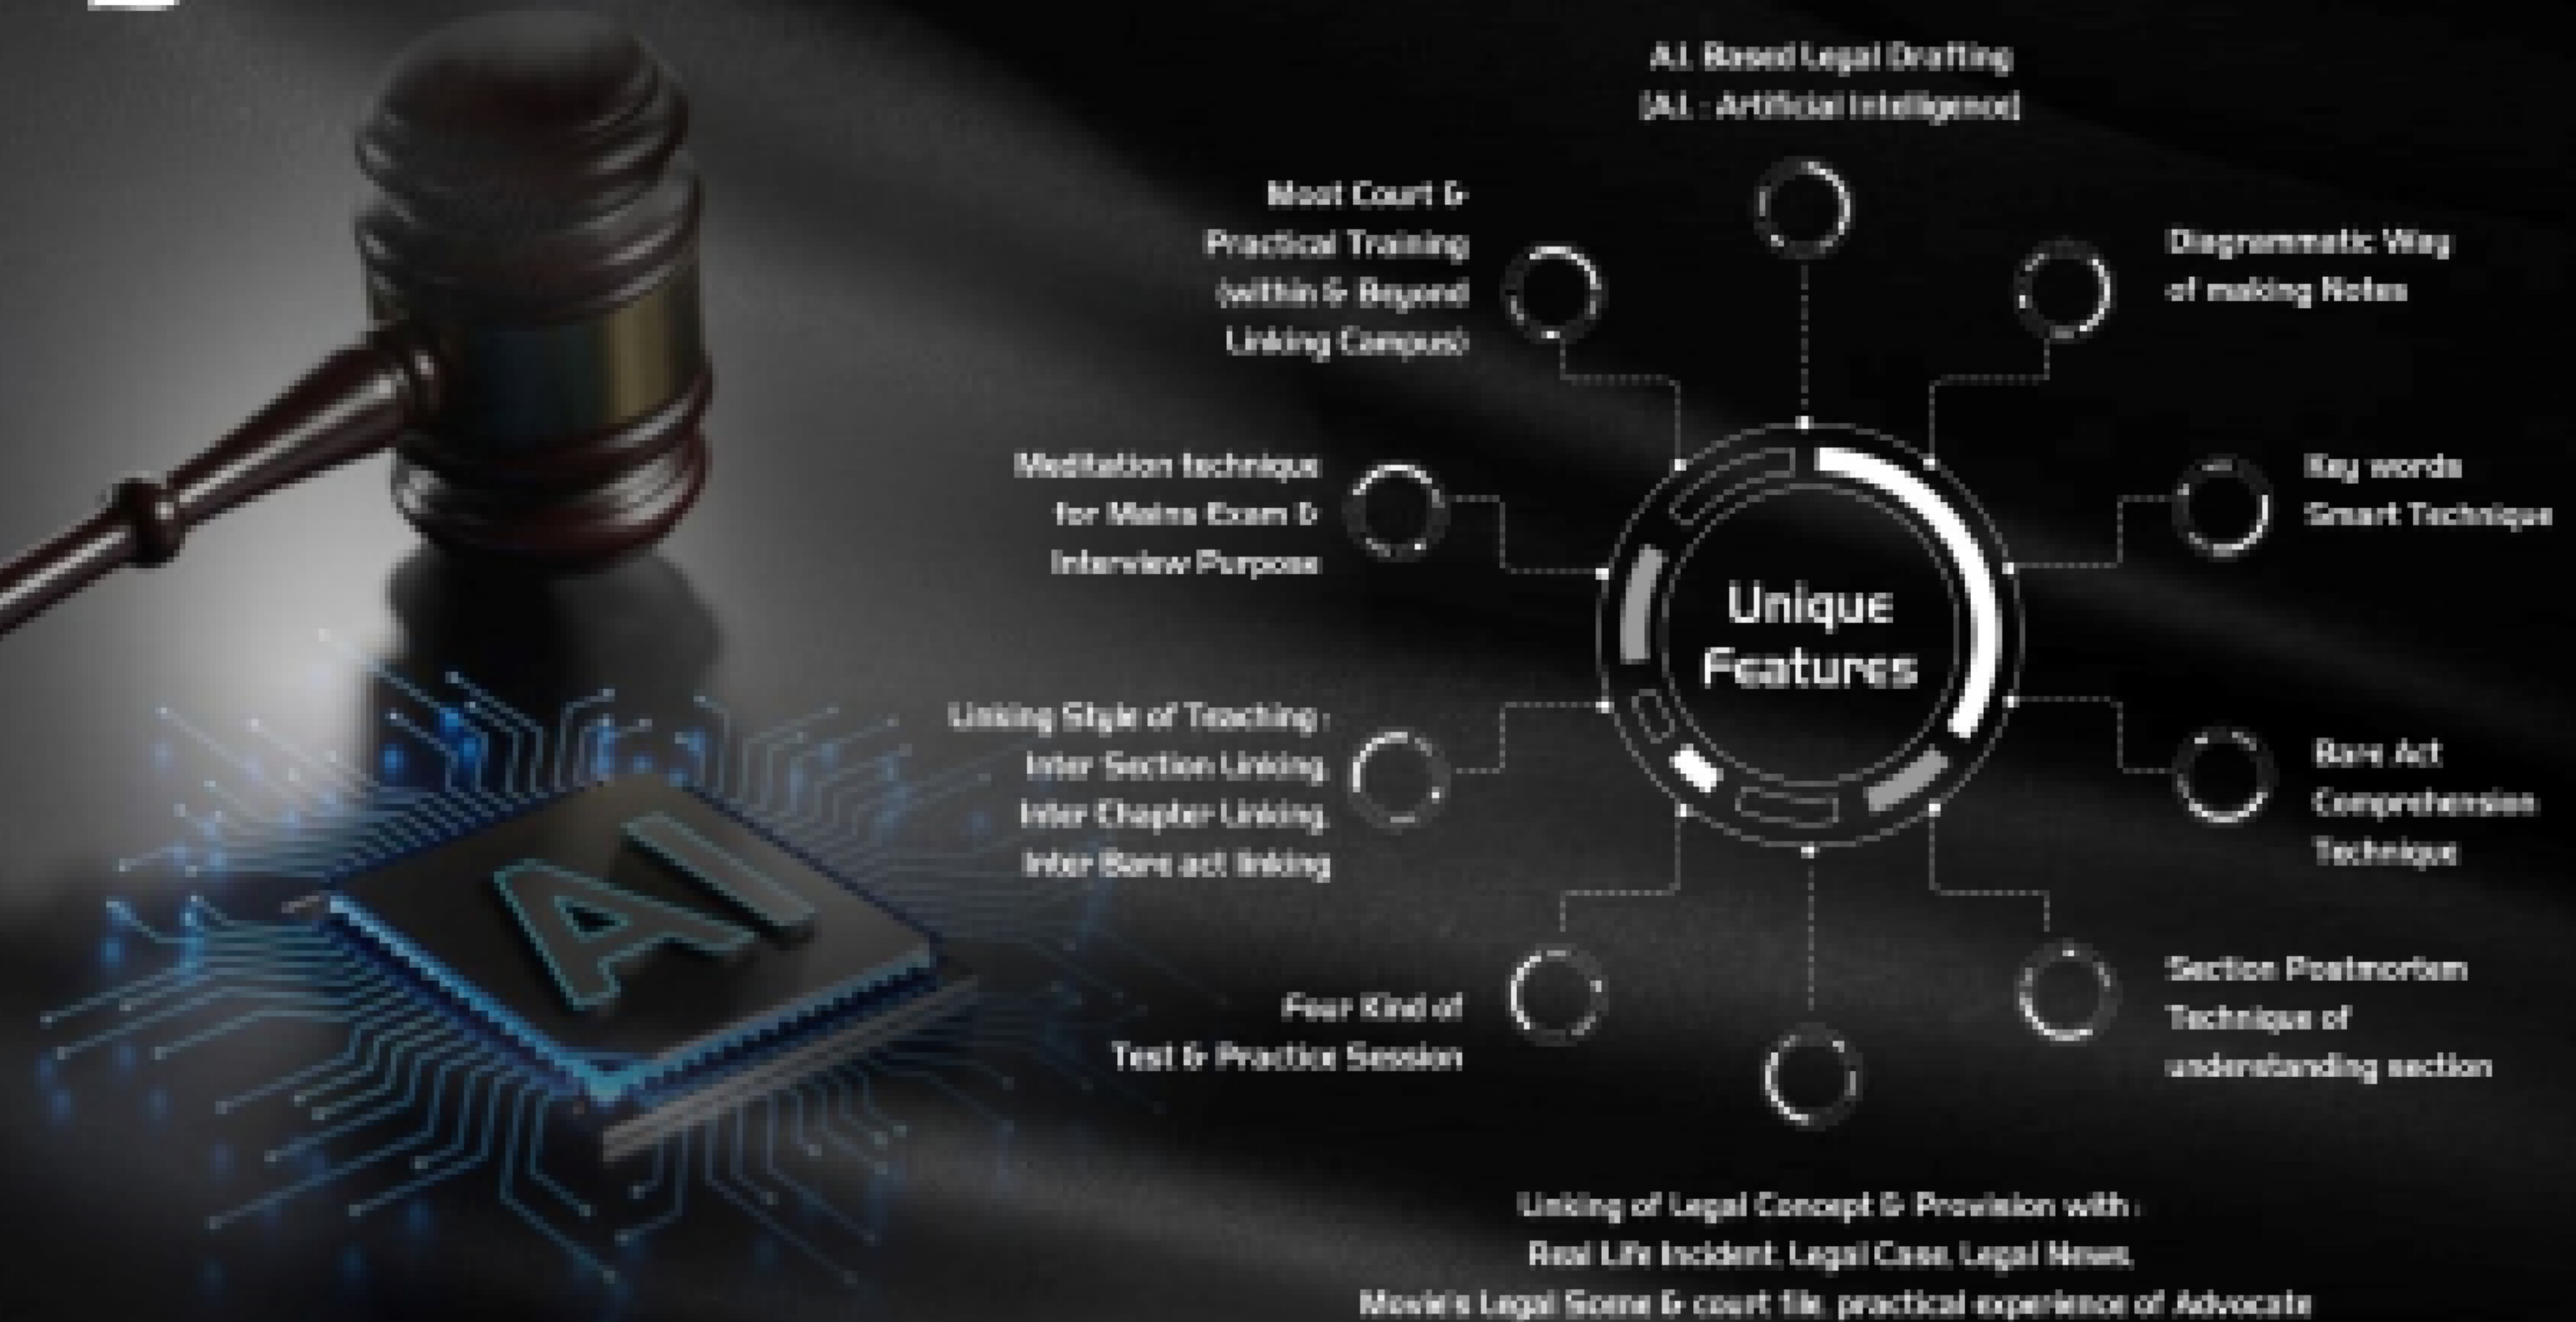 A.I. Based Legal Drafting
(A.I. : Artificial Intelligence)
Moot Court &
Practical Training
(within & Beyond
Linking Campus)
Diagrammatic Way
of making Notes
Meditation technique
for Mains Exam &
Interview Purpose
Key words
Smart Technique
Unique
Features
Linking Style of Teaching :
Inter Section Linking
Inter Chapter Linking,
Inter Bare act linking
Bare Act
Comprehension
Technique
Four Kind of
Test & Practice Session
Section Postmortem
Technique of
understanding section
Linking of Legal Concept & Provision with :
Real Life Incident, Legal Case, Legal News,
Movie's Legal & court file, practical experience of Advocate
AI